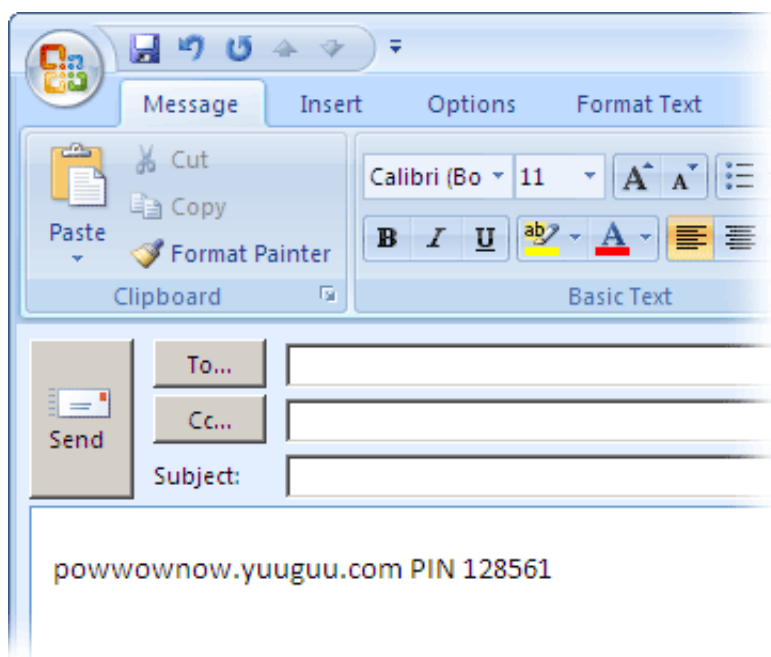 Message Insert Options Format Text
Cut
Calibri (Bo 11
Copy
Paste
Format Painter
Clipboard Basic Text
To...
Cc...
Send
Subject:
powwownow.yuuguu.com PIN 128561